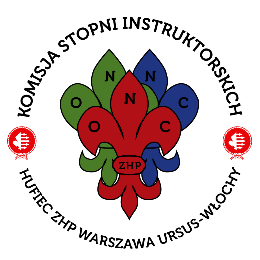 KOMISJA STOPNI INSTRUKTORSKICH
N N
O N C
O C
ZHP
HUFIEC ZHP WARSZAWA URSUS-WŁOCHY